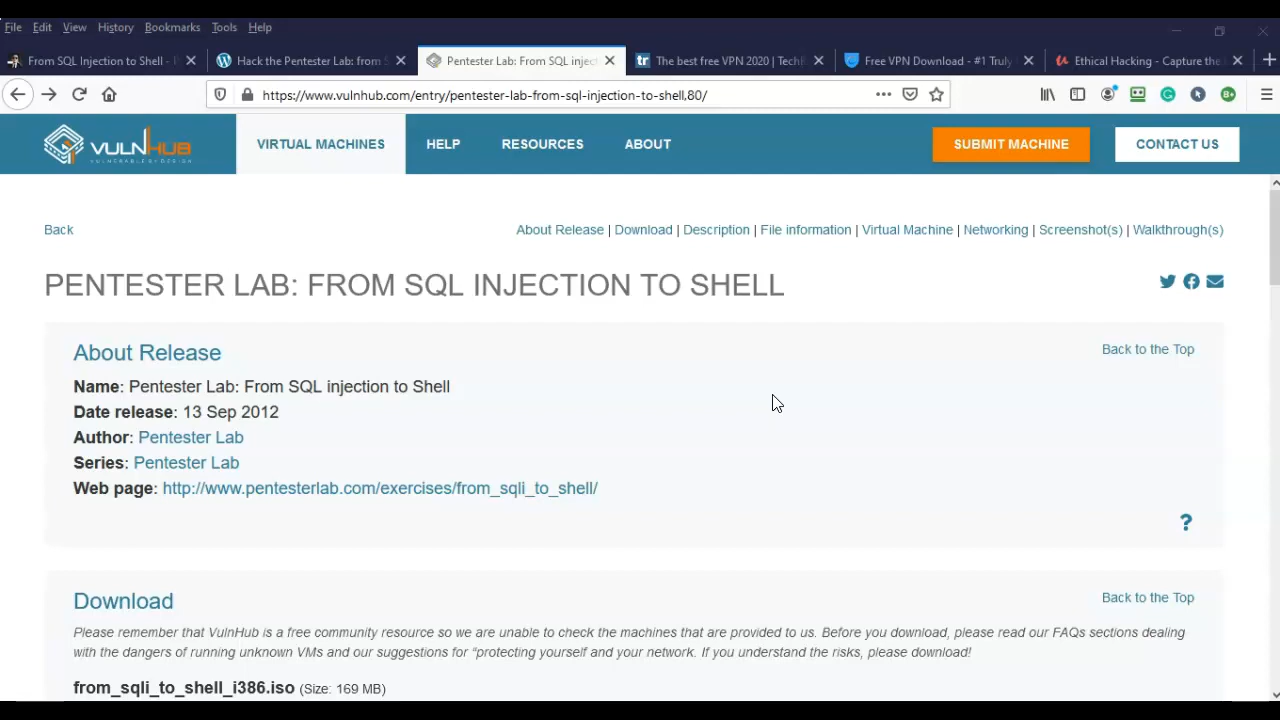 File Edit View History Bookmarks Tools Help
From SQL Injection to Shell - Hack the Pentester Lab: from Pentester Lab: From SQL inject The best free VPN 2020 | Tech Free VPN Download - #1 Truly Ethical Hacking - Capture the
https://www.vulnhub.com/entry/pentester-lab-from-sql-injection-to-shell,80/
VULNHUB
VULNERABLE BY DESIGN
VIRTUAL MACHINES HELP RESOURCES ABOUT SUBMIT MACHINE CONTACT US
Back About Release | Download | Description | File information | Virtual Machine | Networking | Screenshot(s) | Walkthrough(s)
PENTESTER LAB: FROM SQL INJECTION TO SHELL
About Release Back to the Top
Name: Pentester Lab: From SQL injection to Shell
Date release: 13 Sep 2012
Author: Pentester Lab
Series: Pentester Lab
Web page: http://www.pentesterlab.com/exercises/from_sqli_to_shell/
?
Download Back to the Top
Please remember that VulnHub is a free community resource so we are unable to check the machines that are provided to us. Before you download, please read our FAQs sections dealing
with the dangers of running unknown VMs and our suggestions for “protecting yourself and your network. If you understand the risks, please download!
from_sqli_to_shell_i386.iso (Size: 169 MB)